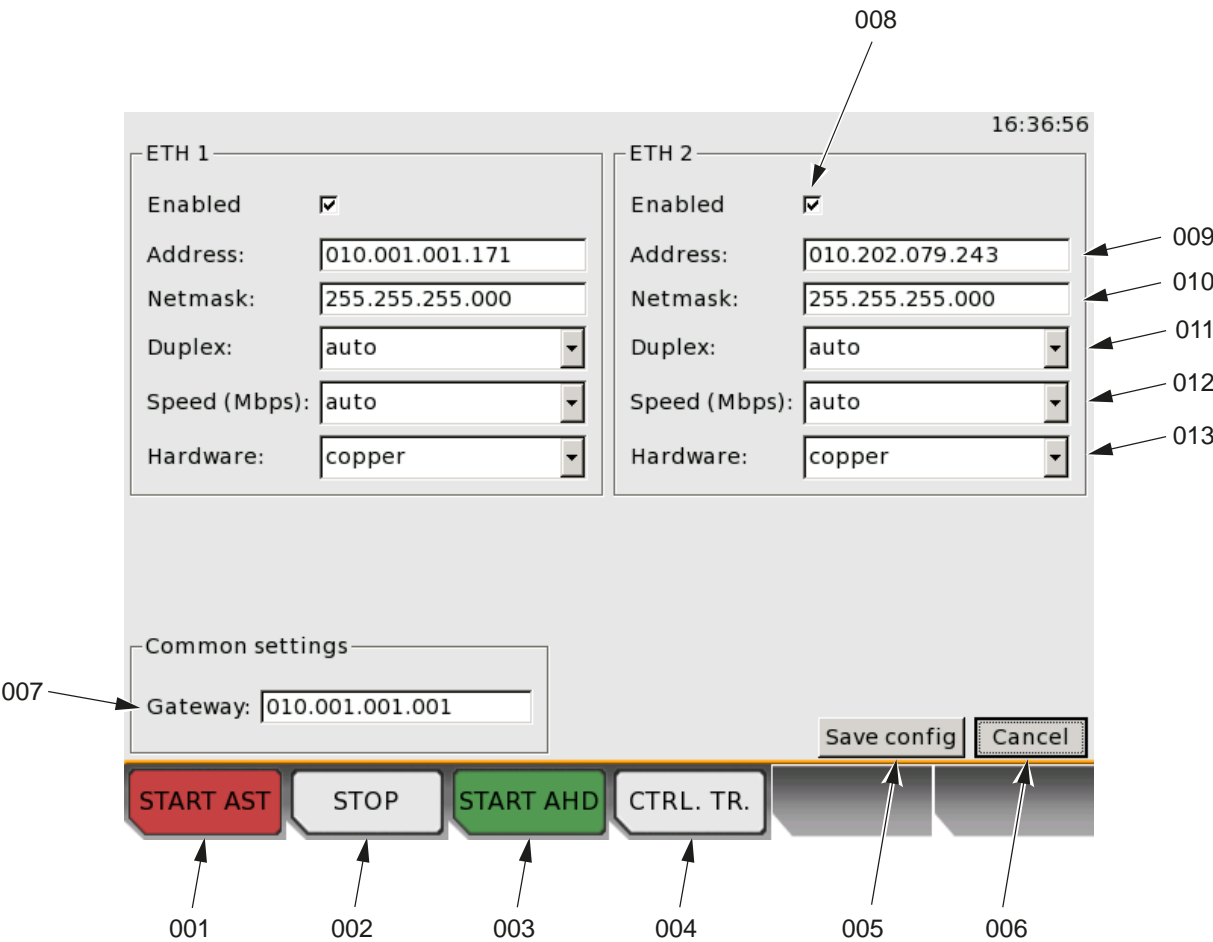 008
16:36:56
ETH 1
Enabled
Address: 010.001.001.171
Netmask: 255.255.255.000
Duplex: auto
Speed (Mbps): auto
Hardware: copper
ETH 2
Enabled
Address: 010.202.079.243
Netmask: 255.255.255.000
Duplex: auto
Speed (Mbps): auto
Hardware: copper
009
010
011
012
013
Common settings
007
Gateway: 010.001.001.001
Save config Cancel
START AST STOP START AHD CTRL. TR.
001 002 003 004 005 006